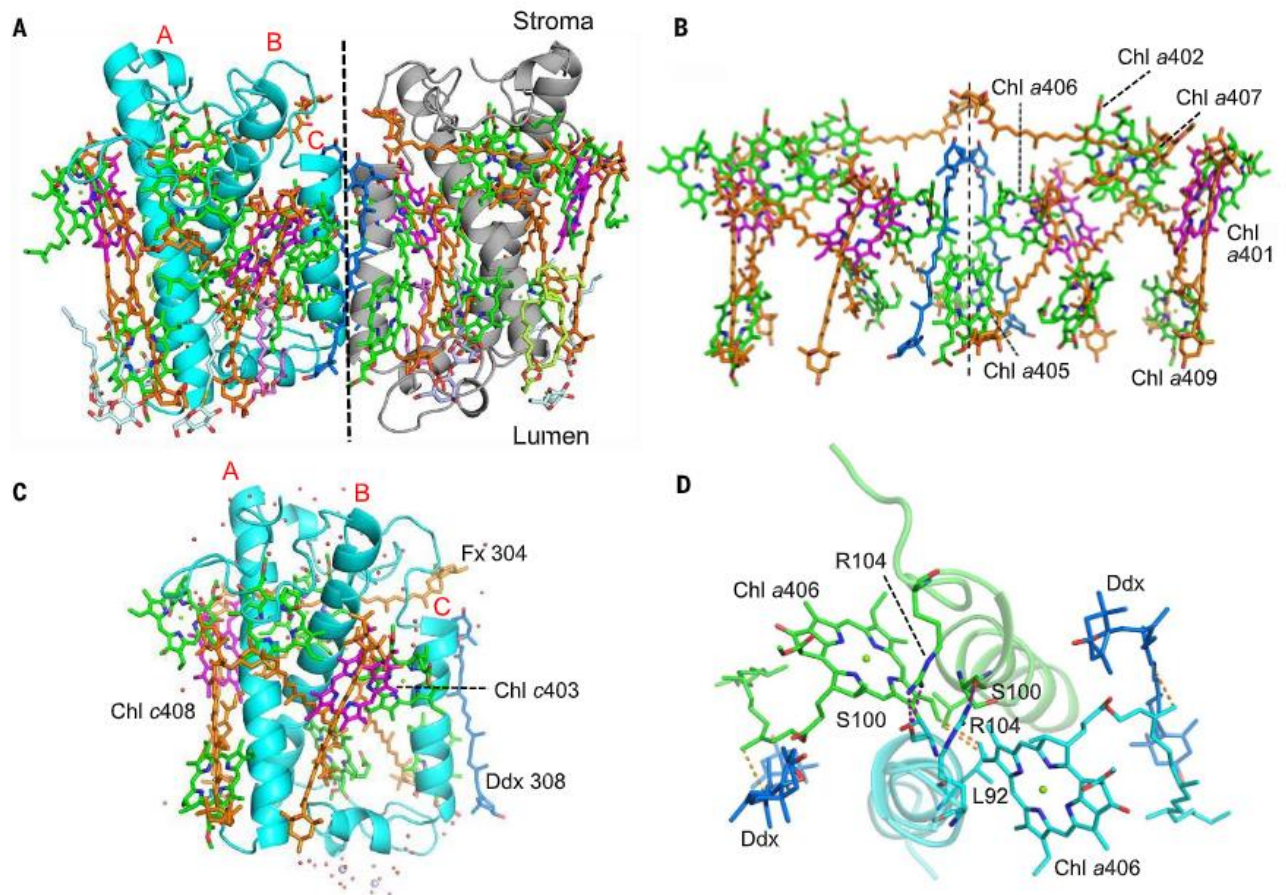 A
A
B
C
Stroma
Lumen
B
Chl a402
Chl a406
Chl a407
Chl
a401
Chl a405
Chl a409
C
A
B
Fx 304
C
Chl c408
Chl c403
Ddx 308
D
R104
Chl a406
Ddx
S100
S100
R104
L92
Ddx
Chl a406